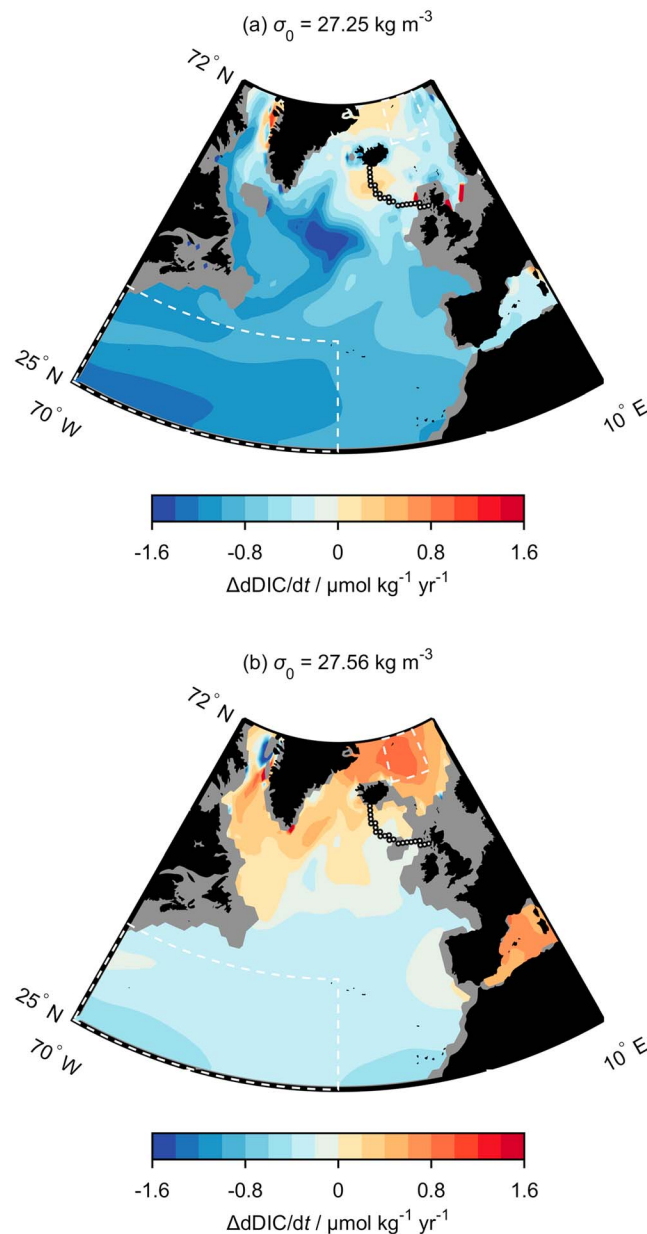 (a) σ₀ = 27.25 kg m⁻³
72° N
25° N
70° W
10° E
-1.6 -0.8 0 0.8 1.6
ΔdDIC/dt / μmol kg⁻¹ yr⁻¹
(b) σ₀ = 27.56 kg m⁻³
72° N
25° N
70° W
10° E
-1.6 -0.8 0 0.8 1.6
ΔdDIC/dt / μmol kg⁻¹ yr⁻¹